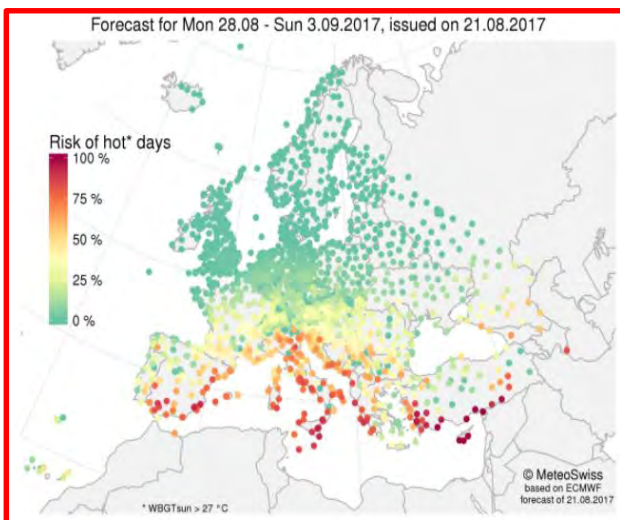 Forecast for Mon 28.08 - Sun 3.09.2017, issued on 21.08.2017
Risk of hot* days
100 %
75 %
50 %
25 %
0 %
© MeteoSwiss
based on ECMWF
forecast of 21.08.2017
* WBGTsun > 27 °C